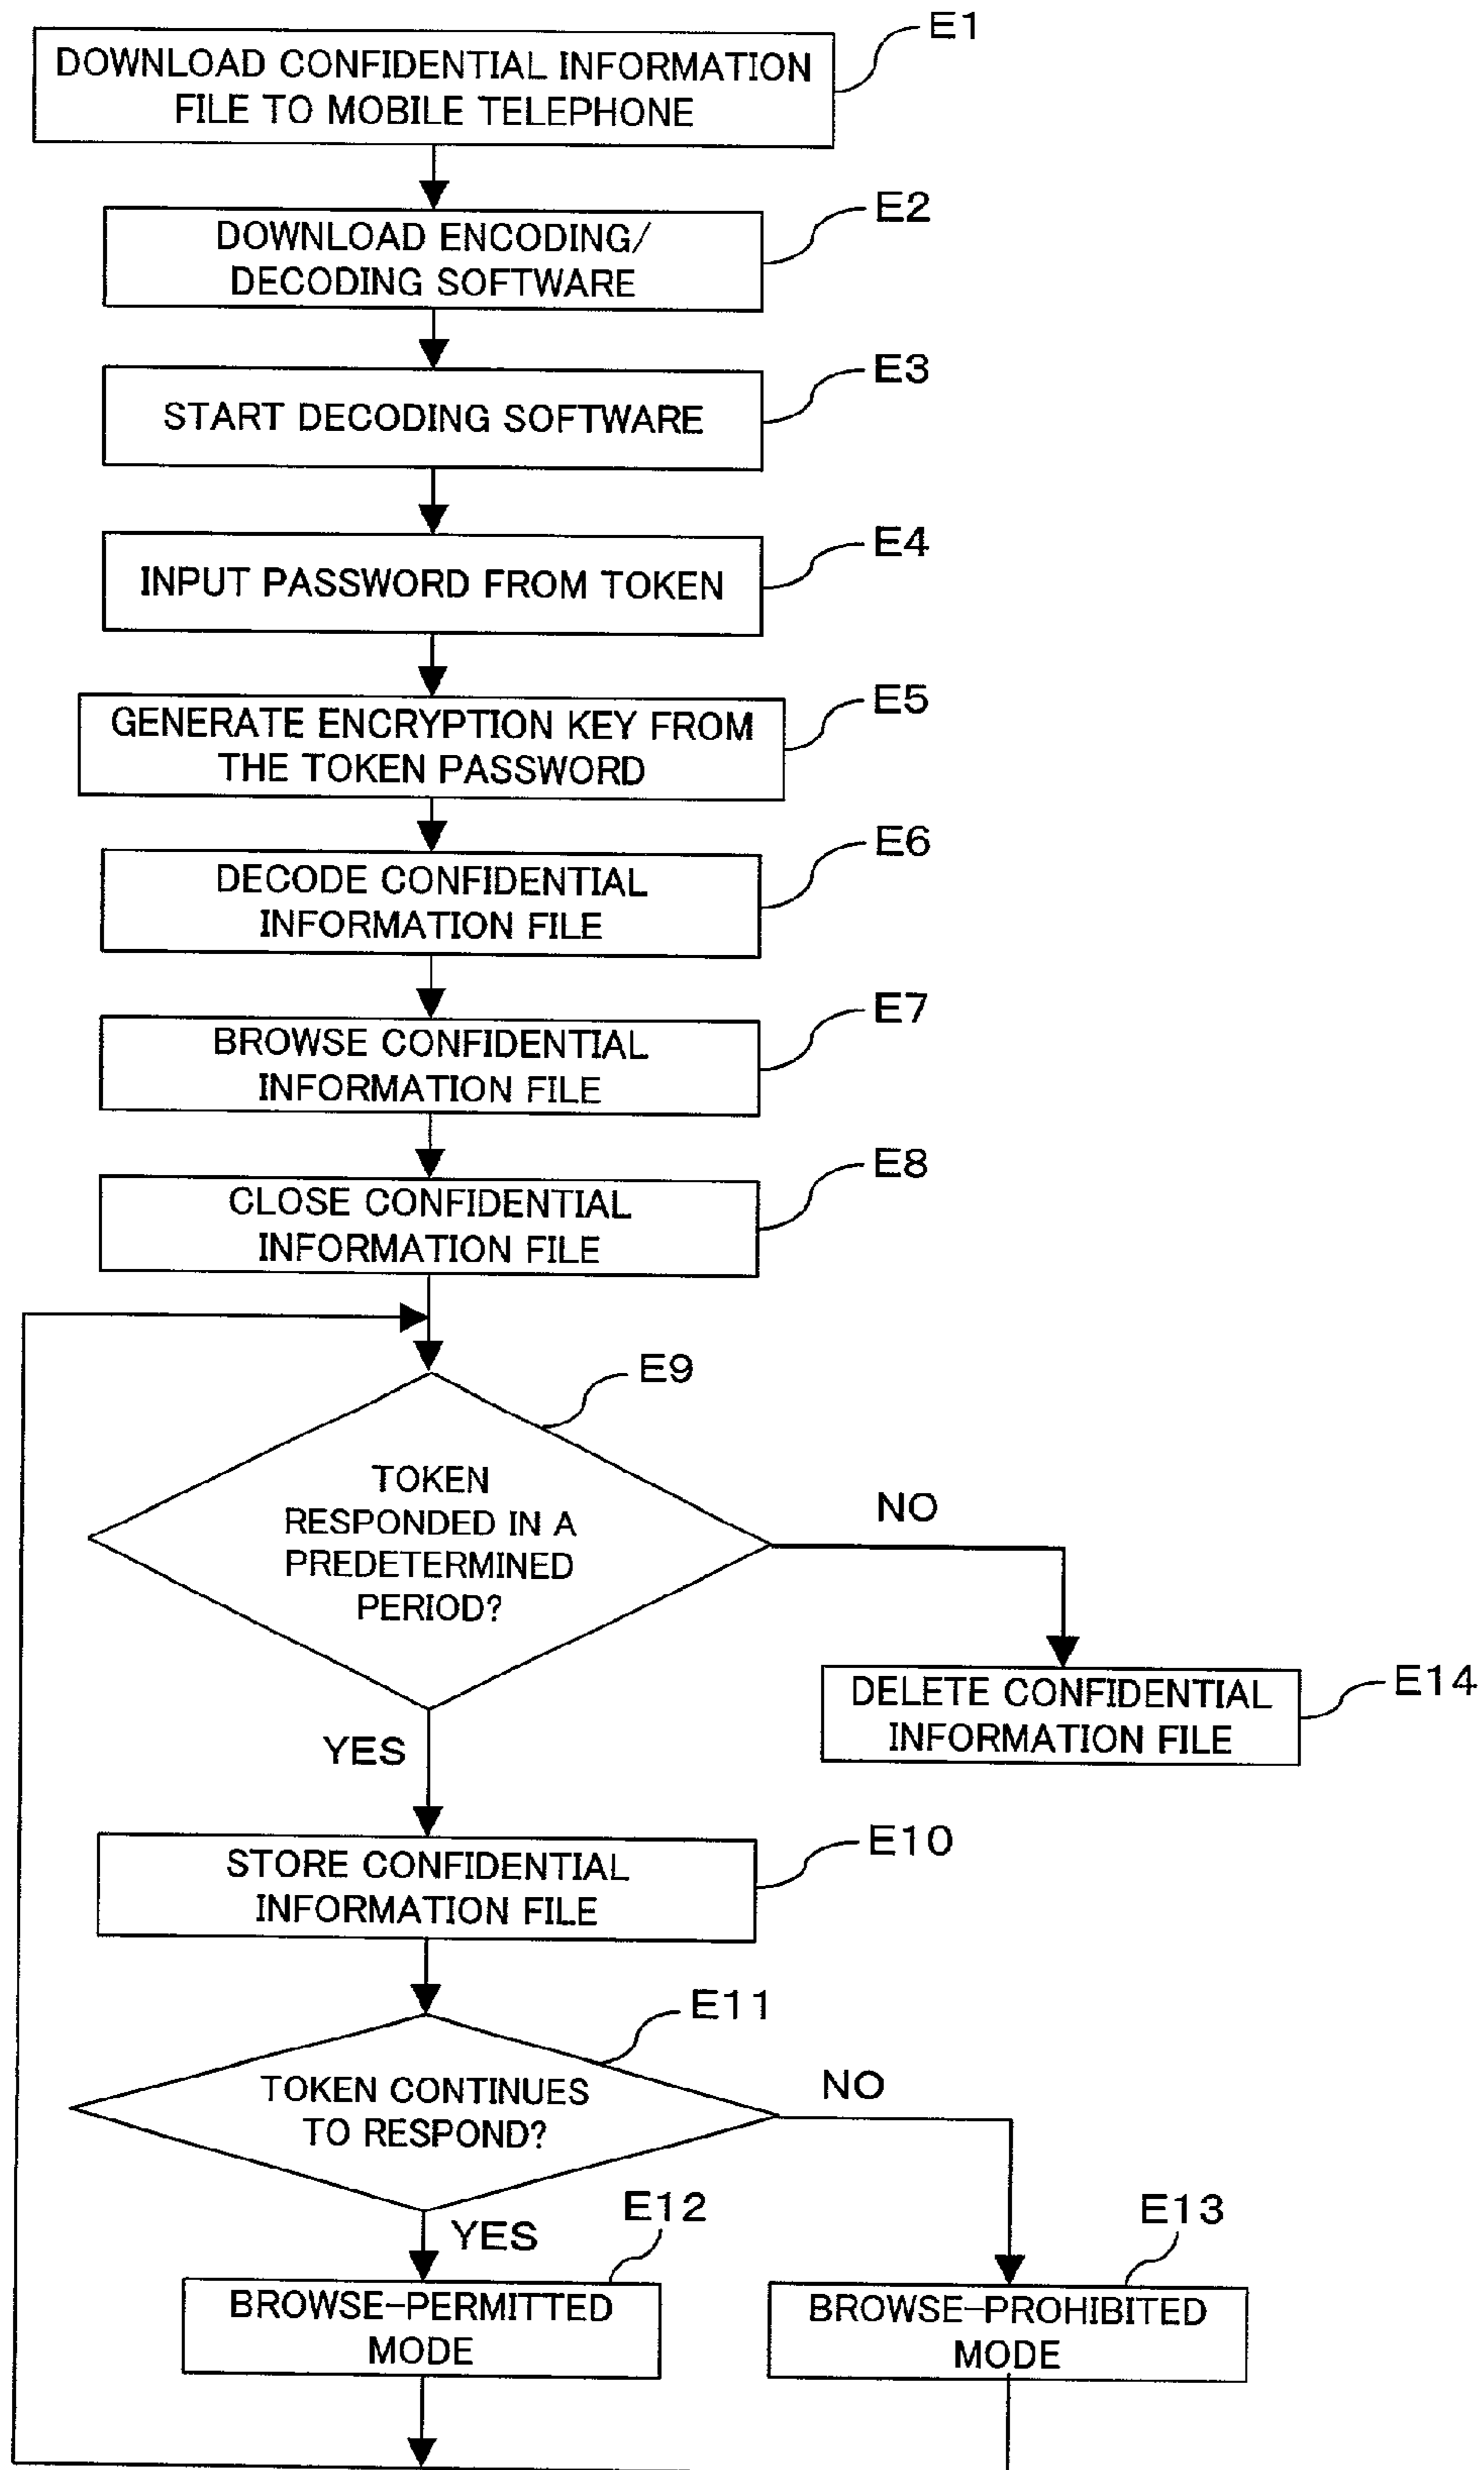 E1
DOWNLOAD CONFIDENTIAL INFORMATION
FILE TO MOBILE TELEPHONE
E2
DOWNLOAD ENCODING/
DECODING SOFTWARE
E3
START DECODING SOFTWARE
E4
INPUT PASSWORD FROM TOKEN
E5
GENERATE ENCRYPTION KEY FROM
THE TOKEN PASSWORD
E6
DECODE CONFIDENTIAL
INFORMATION FILE
E7
BROWSE CONFIDENTIAL
INFORMATION FILE
E8
CLOSE CONFIDENTIAL
INFORMATION FILE
E9
TOKEN
RESPONDED IN A
PREDETERMINED
PERIOD?
NO
E14
DELETE CONFIDENTIAL
INFORMATION FILE
YES
E10
STORE CONFIDENTIAL
INFORMATION FILE
E11
TOKEN CONTINUES
TO RESPOND?
NO
YES
E12
BROWSE-PERMITTED
MODE
E13
BROWSE-PROHIBITED
MODE